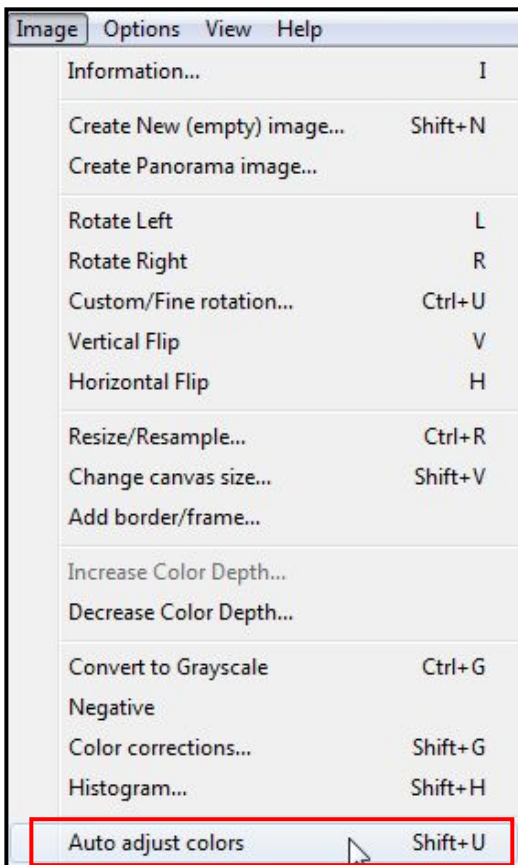 Image Options View Help
Information... I
Create New (empty) image... Shift+N
Create Panorama image...
Rotate Left L
Rotate Right R
Custom/Fine rotation... Ctrl+U
Vertical Flip V
Horizontal Flip H
Resize/Resample... Ctrl+R
Change canvas size... Shift+V
Add border/frame...
Increase Color Depth...
Decrease Color Depth...
Convert to Grayscale Ctrl+G
Negative
Color corrections... Shift+G
Histogram... Shift+H
Auto adjust colors Shift+U